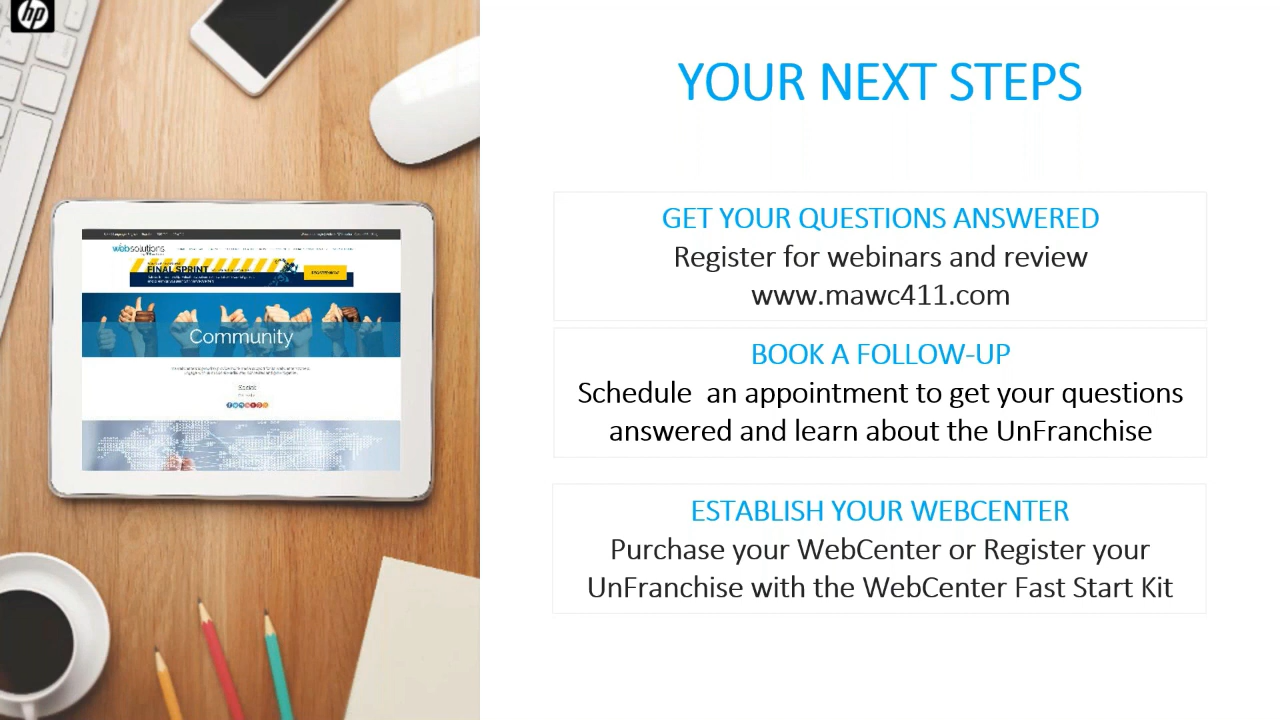 hp
YOUR NEXT STEPS
GET YOUR QUESTIONS ANSWERED
Register for webinars and review
www.mawc411.com
BOOK A FOLLOW-UP
Schedule  an appointment to get your questions
answered and learn about the UnFranchise
ESTABLISH YOUR WEBCENTER
Purchase your WebCenter or Register your
UnFranchise with the WebCenter Fast Start Kit
websolutions
FINAL SPRINT
Community
Social